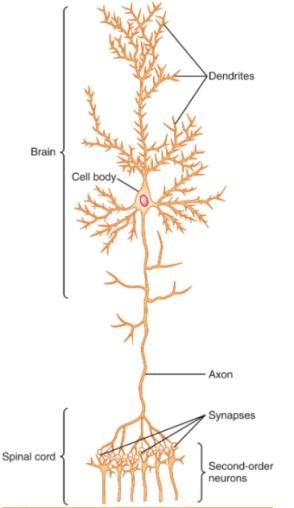 Dendrites
Brain
Cell body
Axon
Synapses
Spinal cord
Second-order
neurons